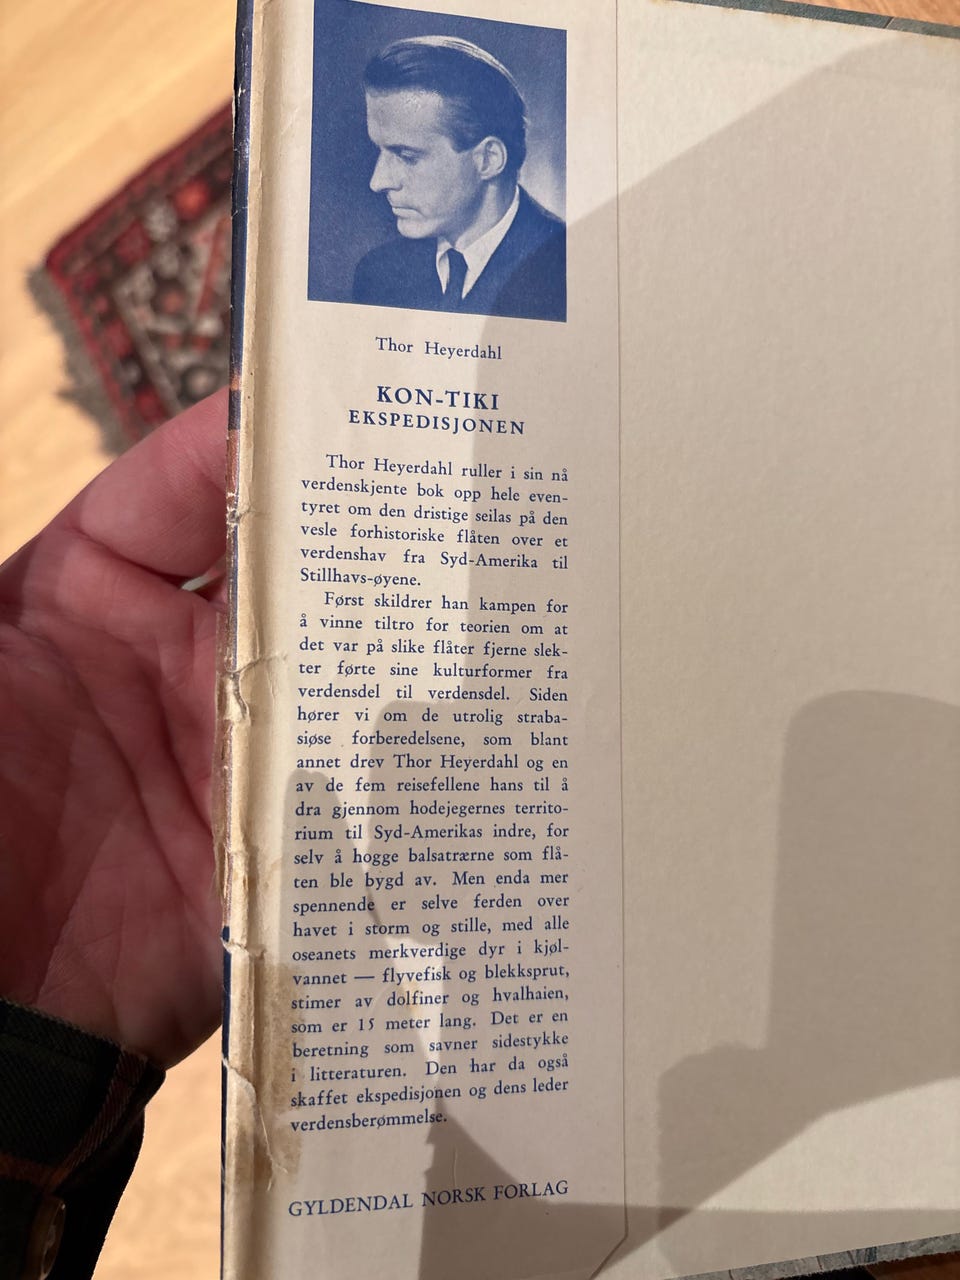 Thor Heyerdahl
KON-TIKI
EKSPEDISJONEN
Thor Heyerdahl ruller i sin nå
verdenskjente bok opp hele even-
tyret om den dristige seilas på den
vesle forhistoriske flåten over et
verdenshav fra Syd-Amerika til
Stillhavs-øyene.
Først skildrer han kampen for
å vinne tiltro for teorien om at
det var på slike flåter fjerne slek-
ter førte sine kulturformer fra
verdensdel til verdensdel. Siden
hører vi om de utrolig straba-
siøse forberedelsene, som blant
annet drev Thor Heyerdahl og en
av de fem reisefellene hans til å
dra gjennom hodejegernes territo-
rium til Syd-Amerikas indre, for
selv å hogge balsatrærne som flå-
ten ble bygd av. Men enda mer
spennende er selve ferden over
havet i storm og stille, med alle
oseanets merkverdige dyr i kjøl-
vannet — flyvefisk og blekksprut,
stimer av dolfiner og hvalhaien,
som er 15 meter lang. Det er en
beretning som savner sidestykke
i litteraturen. Den har da også
skaffet ekspedisjonen og dens leder
verdensberømmelse.
GYLDENDAL NORSK FORLAG